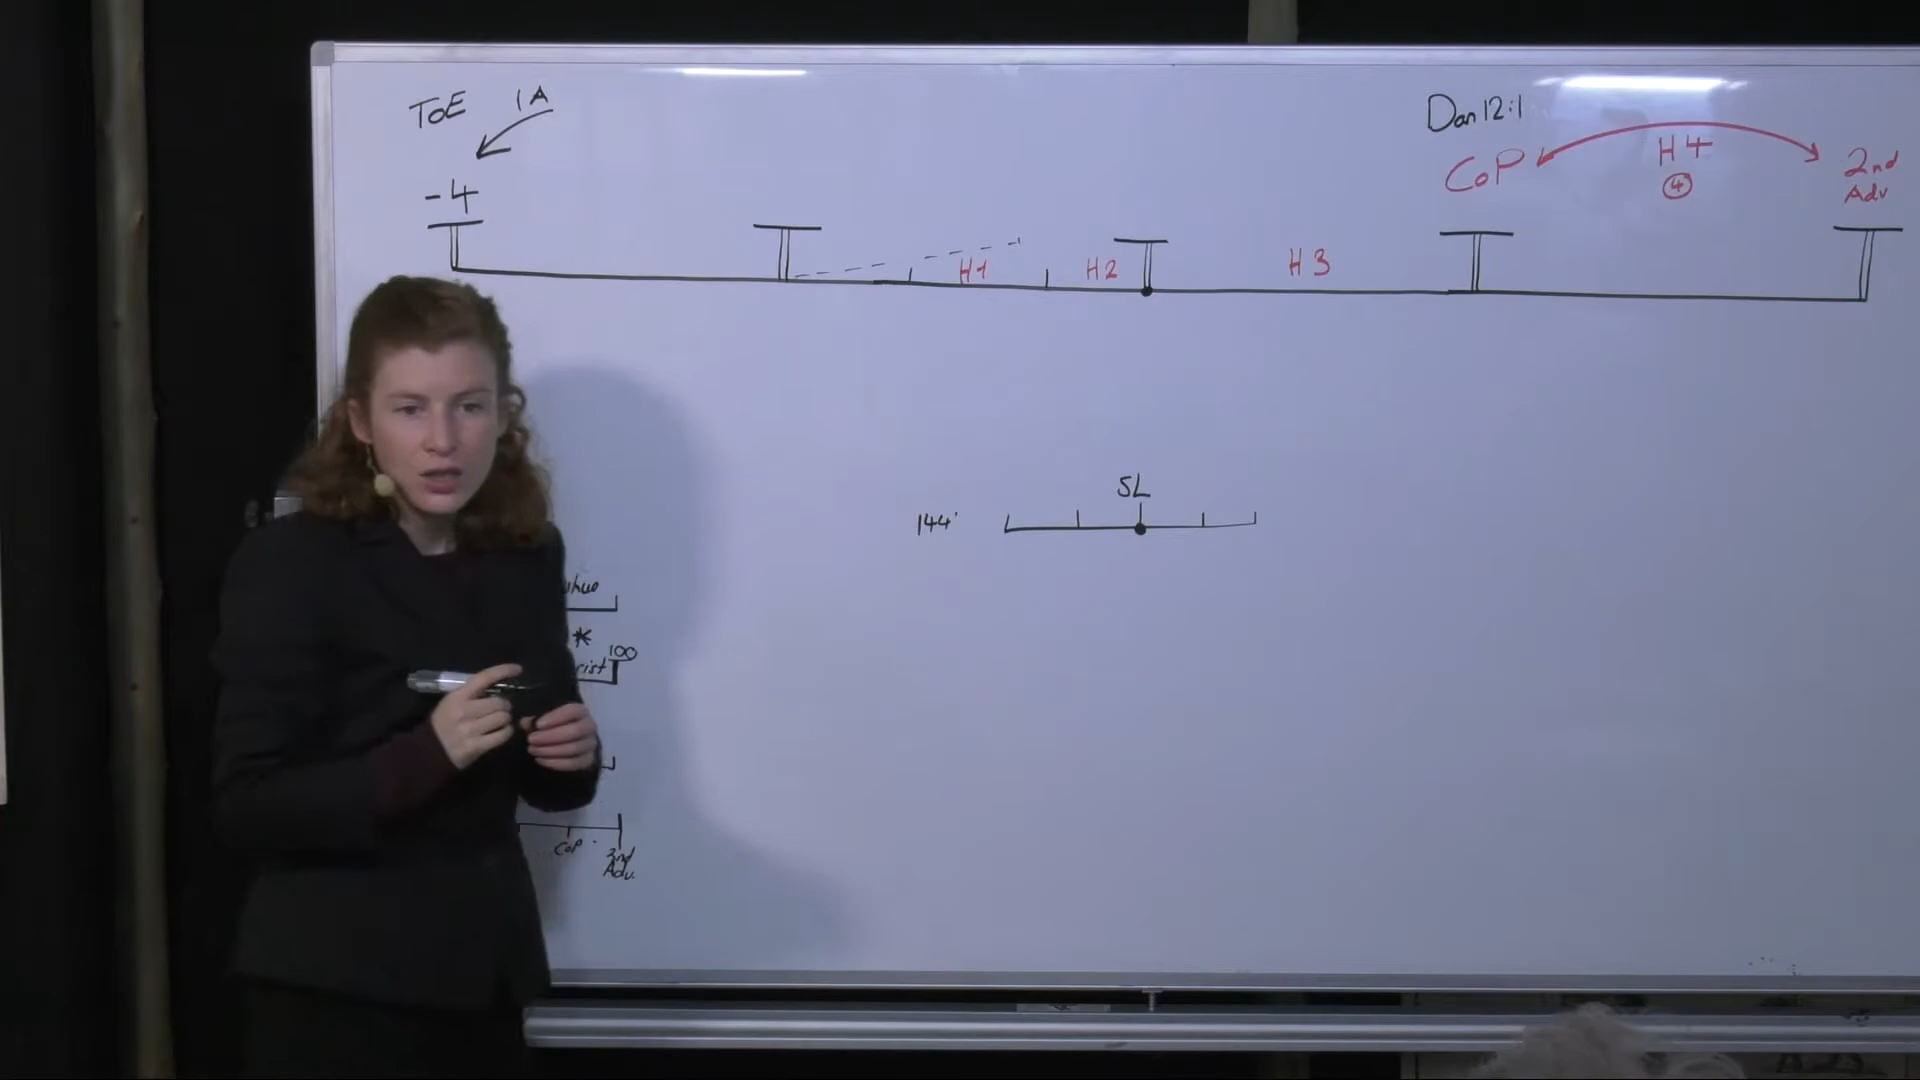 ToE 1A
-4
Dan 12:1
CoP H4 2nd
④ Adv
H1 H2 H3
SL
144'
*
100
CoP
2nd
Adv.